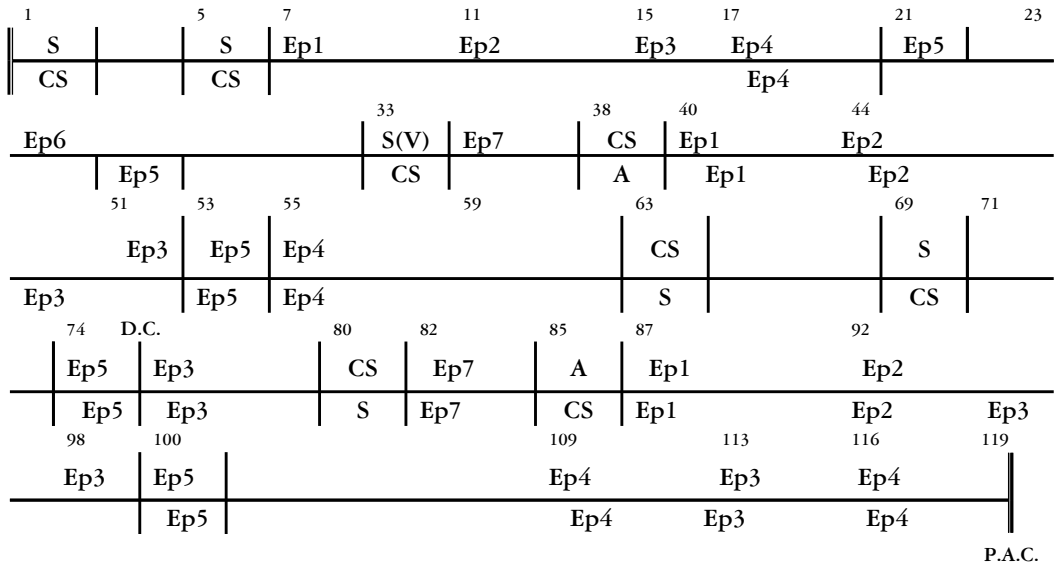 1 5 7 11 15 17 21 23
S S Ep1 Ep2 Ep3 Ep4 Ep5
CS CS Ep4
33 38 40 44
Ep6 S(V) Ep7 CS Ep1 Ep2
Ep5 CS A Ep1 Ep2
51 53 55 59 63 69 71
Ep3 Ep5 Ep4 CS S
Ep3 Ep5 Ep4 S CS
74 D.C. 80 82 85 87 92
Ep5 Ep3 CS Ep7 A Ep1 Ep2
Ep5 Ep3 S Ep7 CS Ep1 Ep2 Ep3
98 100 109 113 116 119
Ep3 Ep5 Ep4 Ep3 Ep4
Ep5 Ep4 Ep3 Ep4
P.A.C.